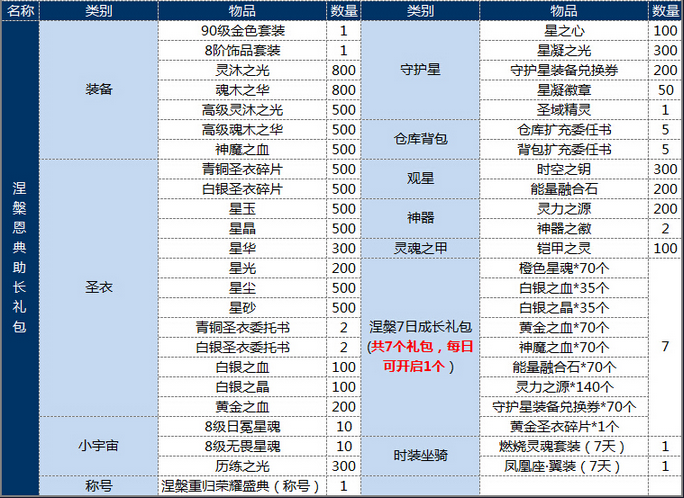 名称 类别 物品 数量 类别 物品 数量
涅槃恩典助长礼包
装备
90级金色套装 1
8阶饰品套装 1
灵沐之光 800
魂木之华 800
高级灵沐之光 500
高级魂木之华 500
神魔之血 500
圣衣
青铜圣衣碎片 500
白银圣衣碎片 500
星玉 500
星晶 500
星华 300
星光 200
星尘 500
星砂 500
青铜圣衣委托书 2
白银圣衣委托书 2
白银之血 100
白银之晶 100
黄金之血 200
小宇宙
8级日冕星魂 10
8级无畏星魂 10
历练之光 300
称号
涅槃重归荣耀盛典（称号） 1
守护星
星之心 100
星凝之光 300
守护星装备兑换券 200
星凝徽章 50
圣域精灵 1
仓库背包
仓库扩充委任书 5
背包扩充委任书 5
观星
时空之钥 300
能量融合石 200
神器
灵力之源 200
神器之徽 2
灵魂之甲
铠甲之灵 100
涅槃7日成长礼包
(共7个礼包，每日
可开启1个）
橙色星魂*70个
白银之血*35个
白银之晶*35个
黄金之血*70个
神魔之血*70个
能量融合石*70个
灵力之源*140个
守护星装备兑换券*70个
黄金圣衣碎片*1个
7
时装坐骑
燃烧灵魂套装（7天） 1
凤凰座·翼装（7天） 1